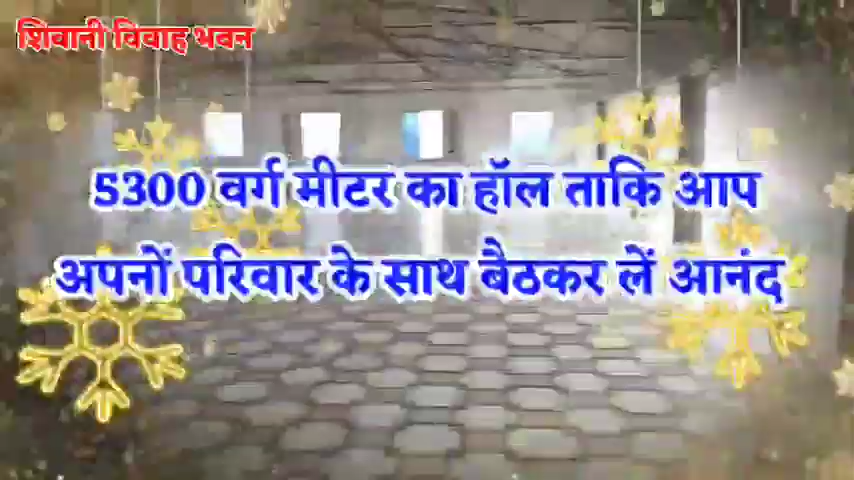 शिवानी विवाह भवन
5300 वर्ग मीटर का हॉल ताकि आप
अपनों परिवार के साथ बैठकर लें आनंद